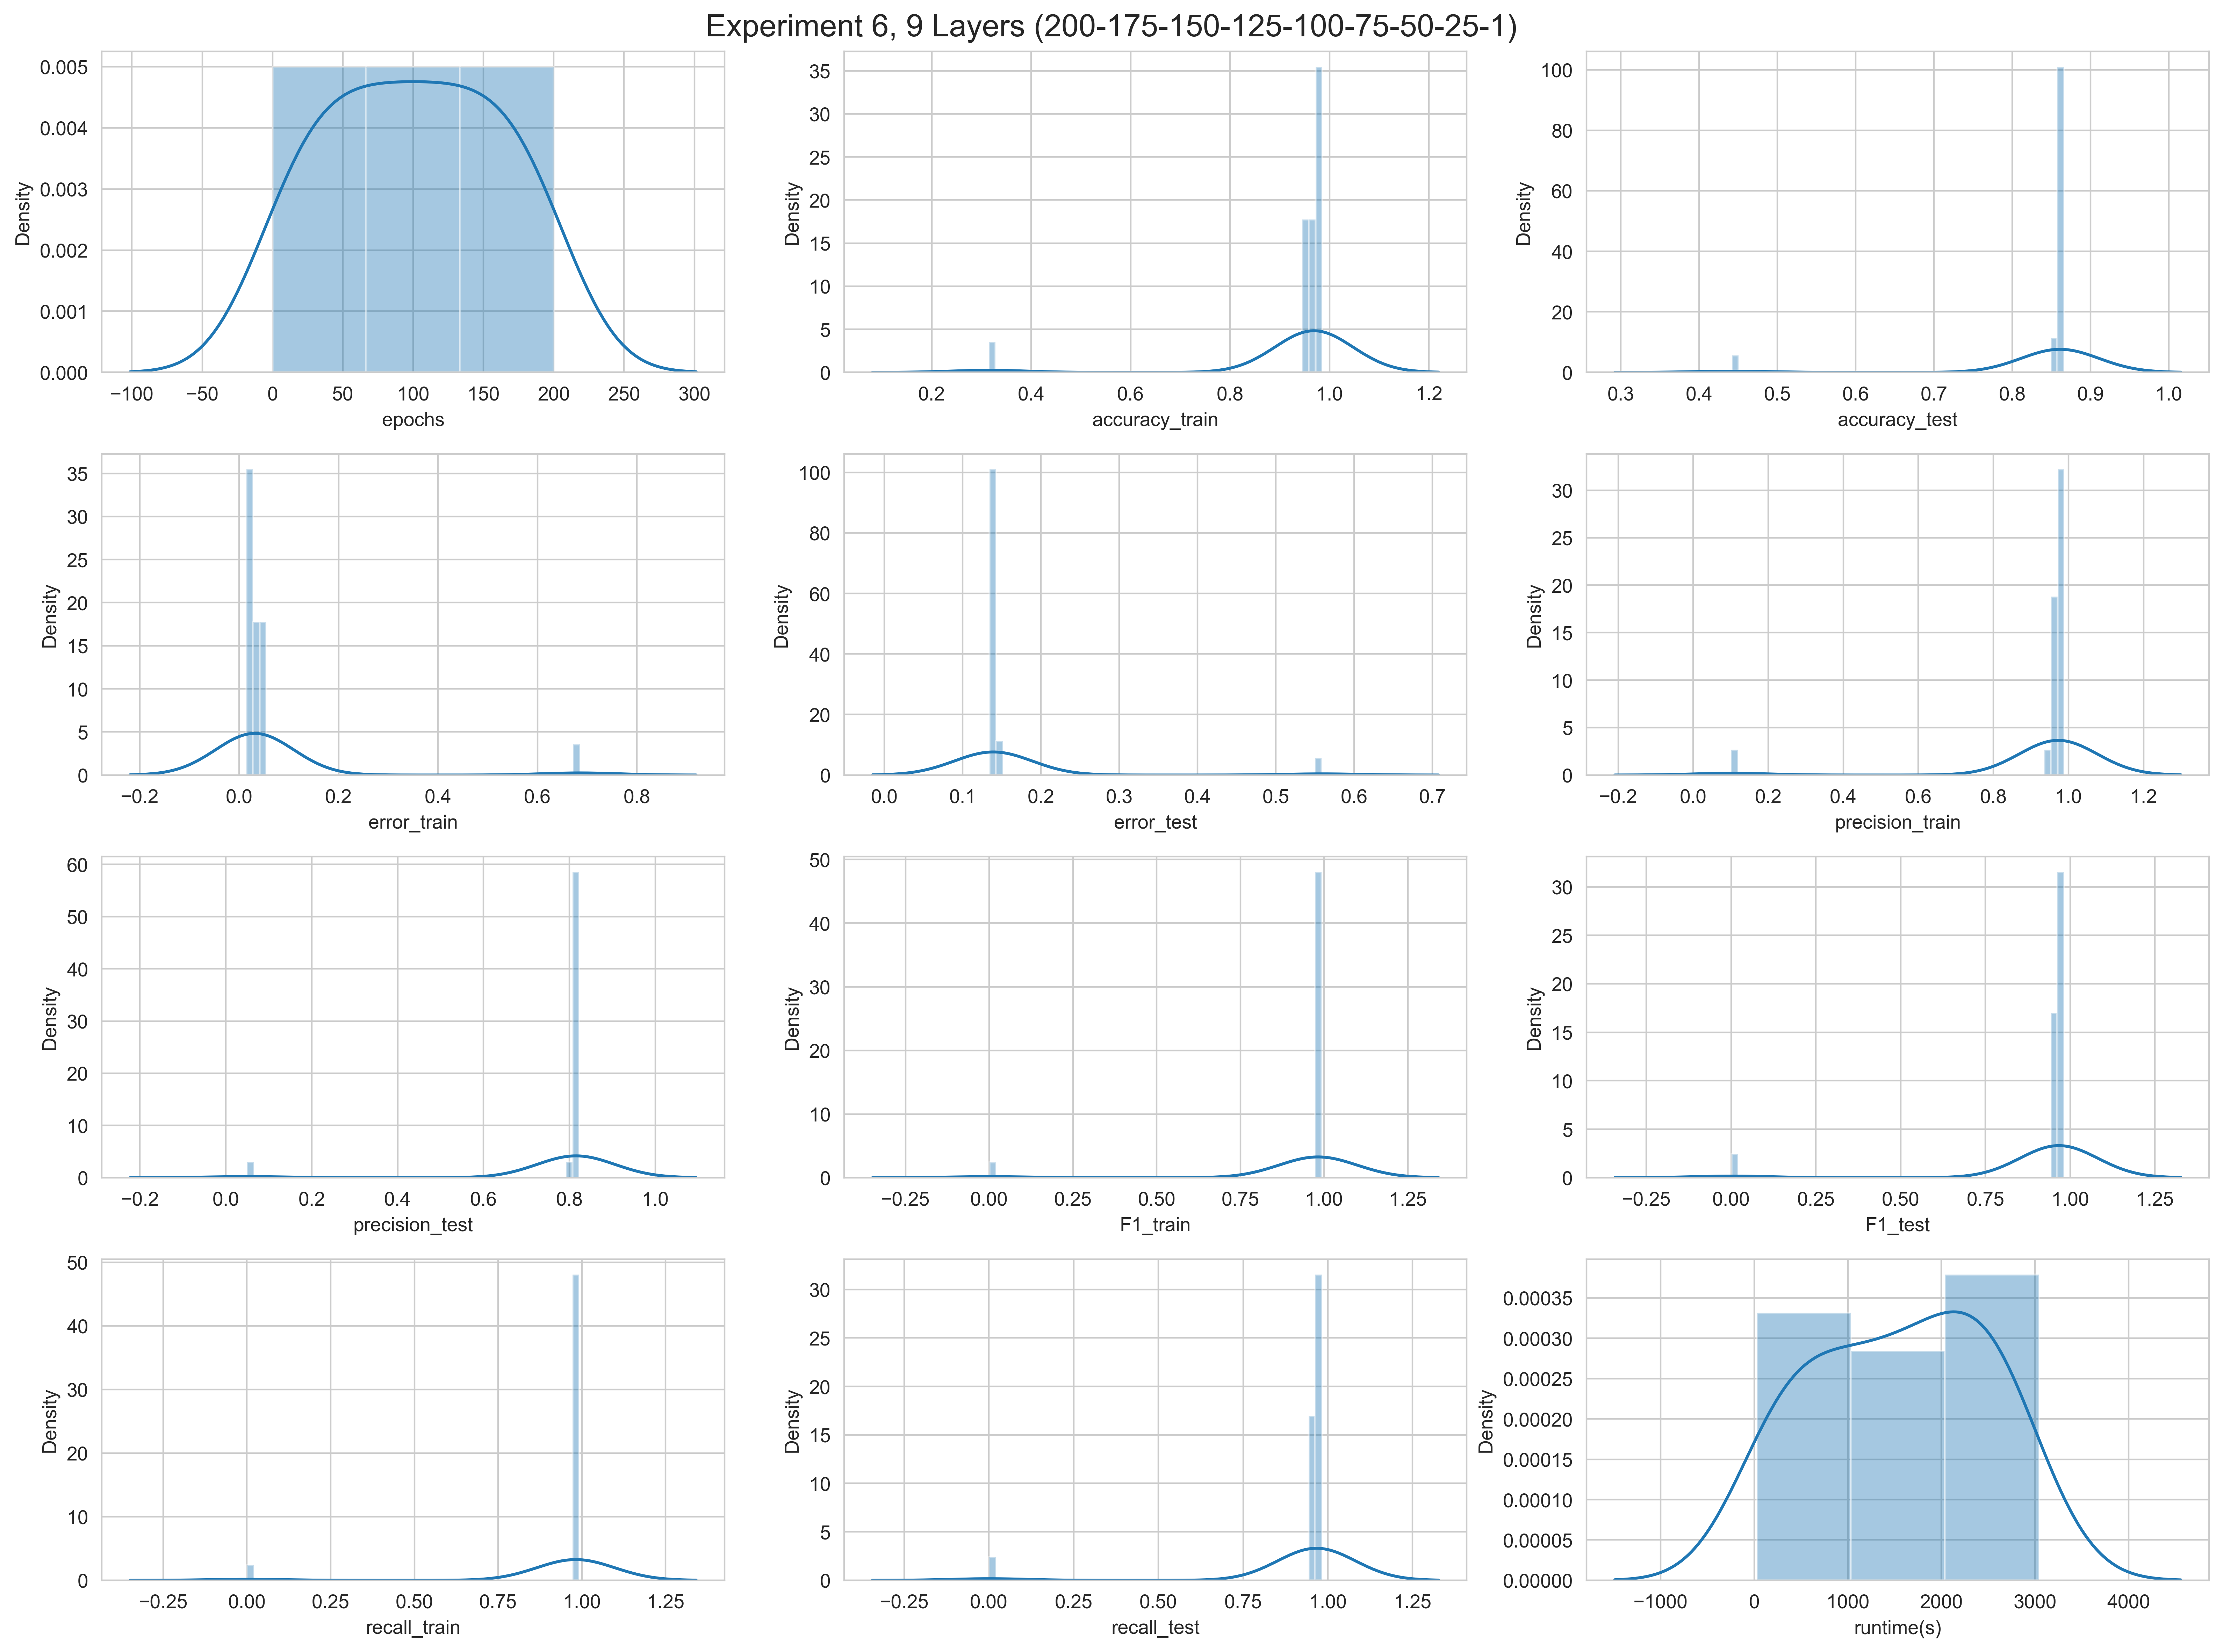 Experiment 6, 9 Layers (200-175-150-125-100-75-50-25-1)
Density
0.005
0.004
0.003
0.002
0.001
0.000
−100 −50 0 50 100 150 200 250 300
epochs
Density
35
30
25
20
15
10
5
0
0.2 0.4 0.6 0.8 1.0 1.2
accuracy_train
Density
100
80
60
40
20
0
0.3 0.4 0.5 0.6 0.7 0.8 0.9 1.0
accuracy_test
Density
35
30
25
20
15
10
5
0
−0.2 0.0 0.2 0.4 0.6 0.8
error_train
Density
100
80
60
40
20
0
0.0 0.1 0.2 0.3 0.4 0.5 0.6 0.7
error_test
Density
30
25
20
15
10
5
0
−0.2 0.0 0.2 0.4 0.6 0.8 1.0 1.2
precision_train
Density
60
50
40
30
20
10
0
−0.2 0.0 0.2 0.4 0.6 0.8 1.0
precision_test
Density
50
40
30
20
10
0
−0.25 0.00 0.25 0.50 0.75 1.00 1.25
F1_train
Density
30
25
20
15
10
5
0
−0.25 0.00 0.25 0.50 0.75 1.00 1.25
F1_test
Density
50
40
30
20
10
0
−0.25 0.00 0.25 0.50 0.75 1.00 1.25
recall_train
Density
30
25
20
15
10
5
0
−0.25 0.00 0.25 0.50 0.75 1.00 1.25
recall_test
Density
0.00035
0.00030
0.00025
0.00020
0.00015
0.00010
0.00005
0.00000
−1000 0 1000 2000 3000 4000
runtime(s)